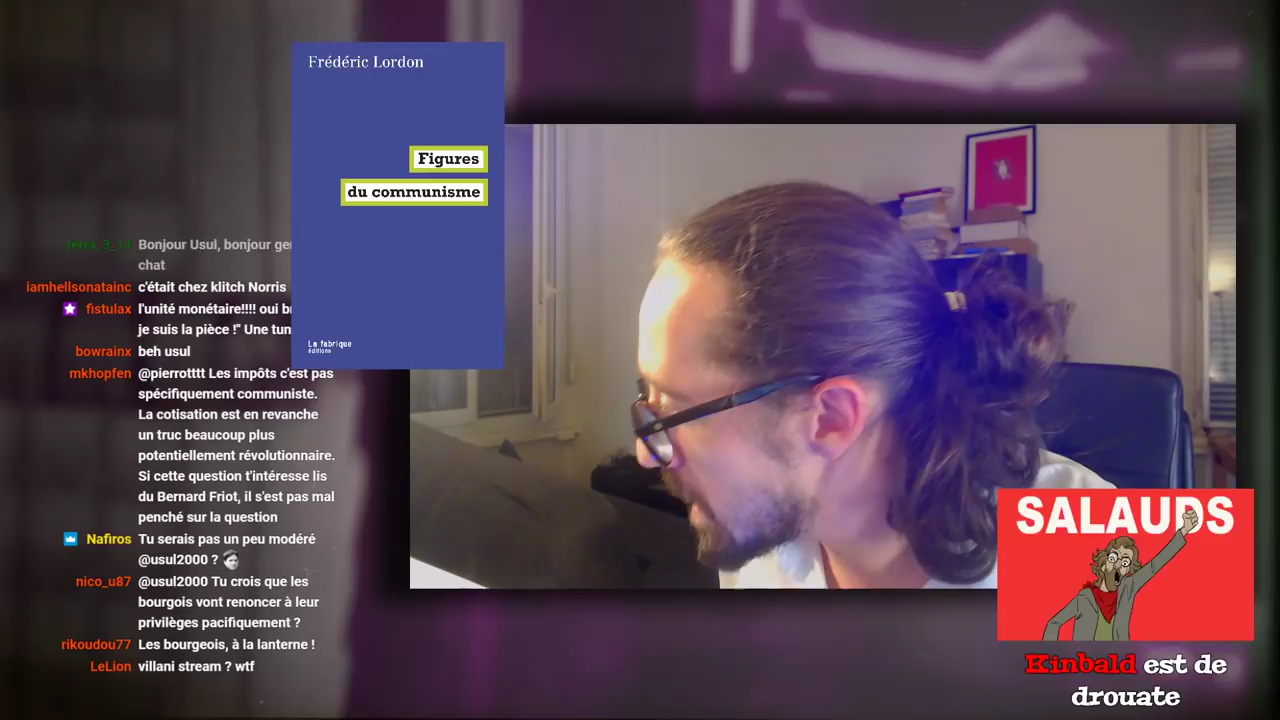 Frédéric Lordon
Figures
du communisme
La fabrique
éditions
Bonjour Usul, bonjour ge
chat
iamhellsonatainc c'était chez klitch Norris
fistulax l'unité monétaire!!!! oui b
je suis la pièce !" Une tun
bowrainx beh usul
mkhopfen @pierrotttt Les impôts c'est pas
spécifiquement communiste.
La cotisation est en revanche
un truc beaucoup plus
potentiellement révolutionnaire.
Si cette question t'intéresse lis
du Bernard Friot, il s'est pas mal
penché sur la question
Nafiros Tu serais pas un peu modéré
@usul2000 ?
nico_u87 @usul2000 Tu crois que les
bourgois vont renoncer à leur
privilèges pacifiquement ?
rikoudou77 Les bourgeois, à la lanterne !
LeLion villani stream ? wtf
SALAUDS
Kinbald est de
drouate